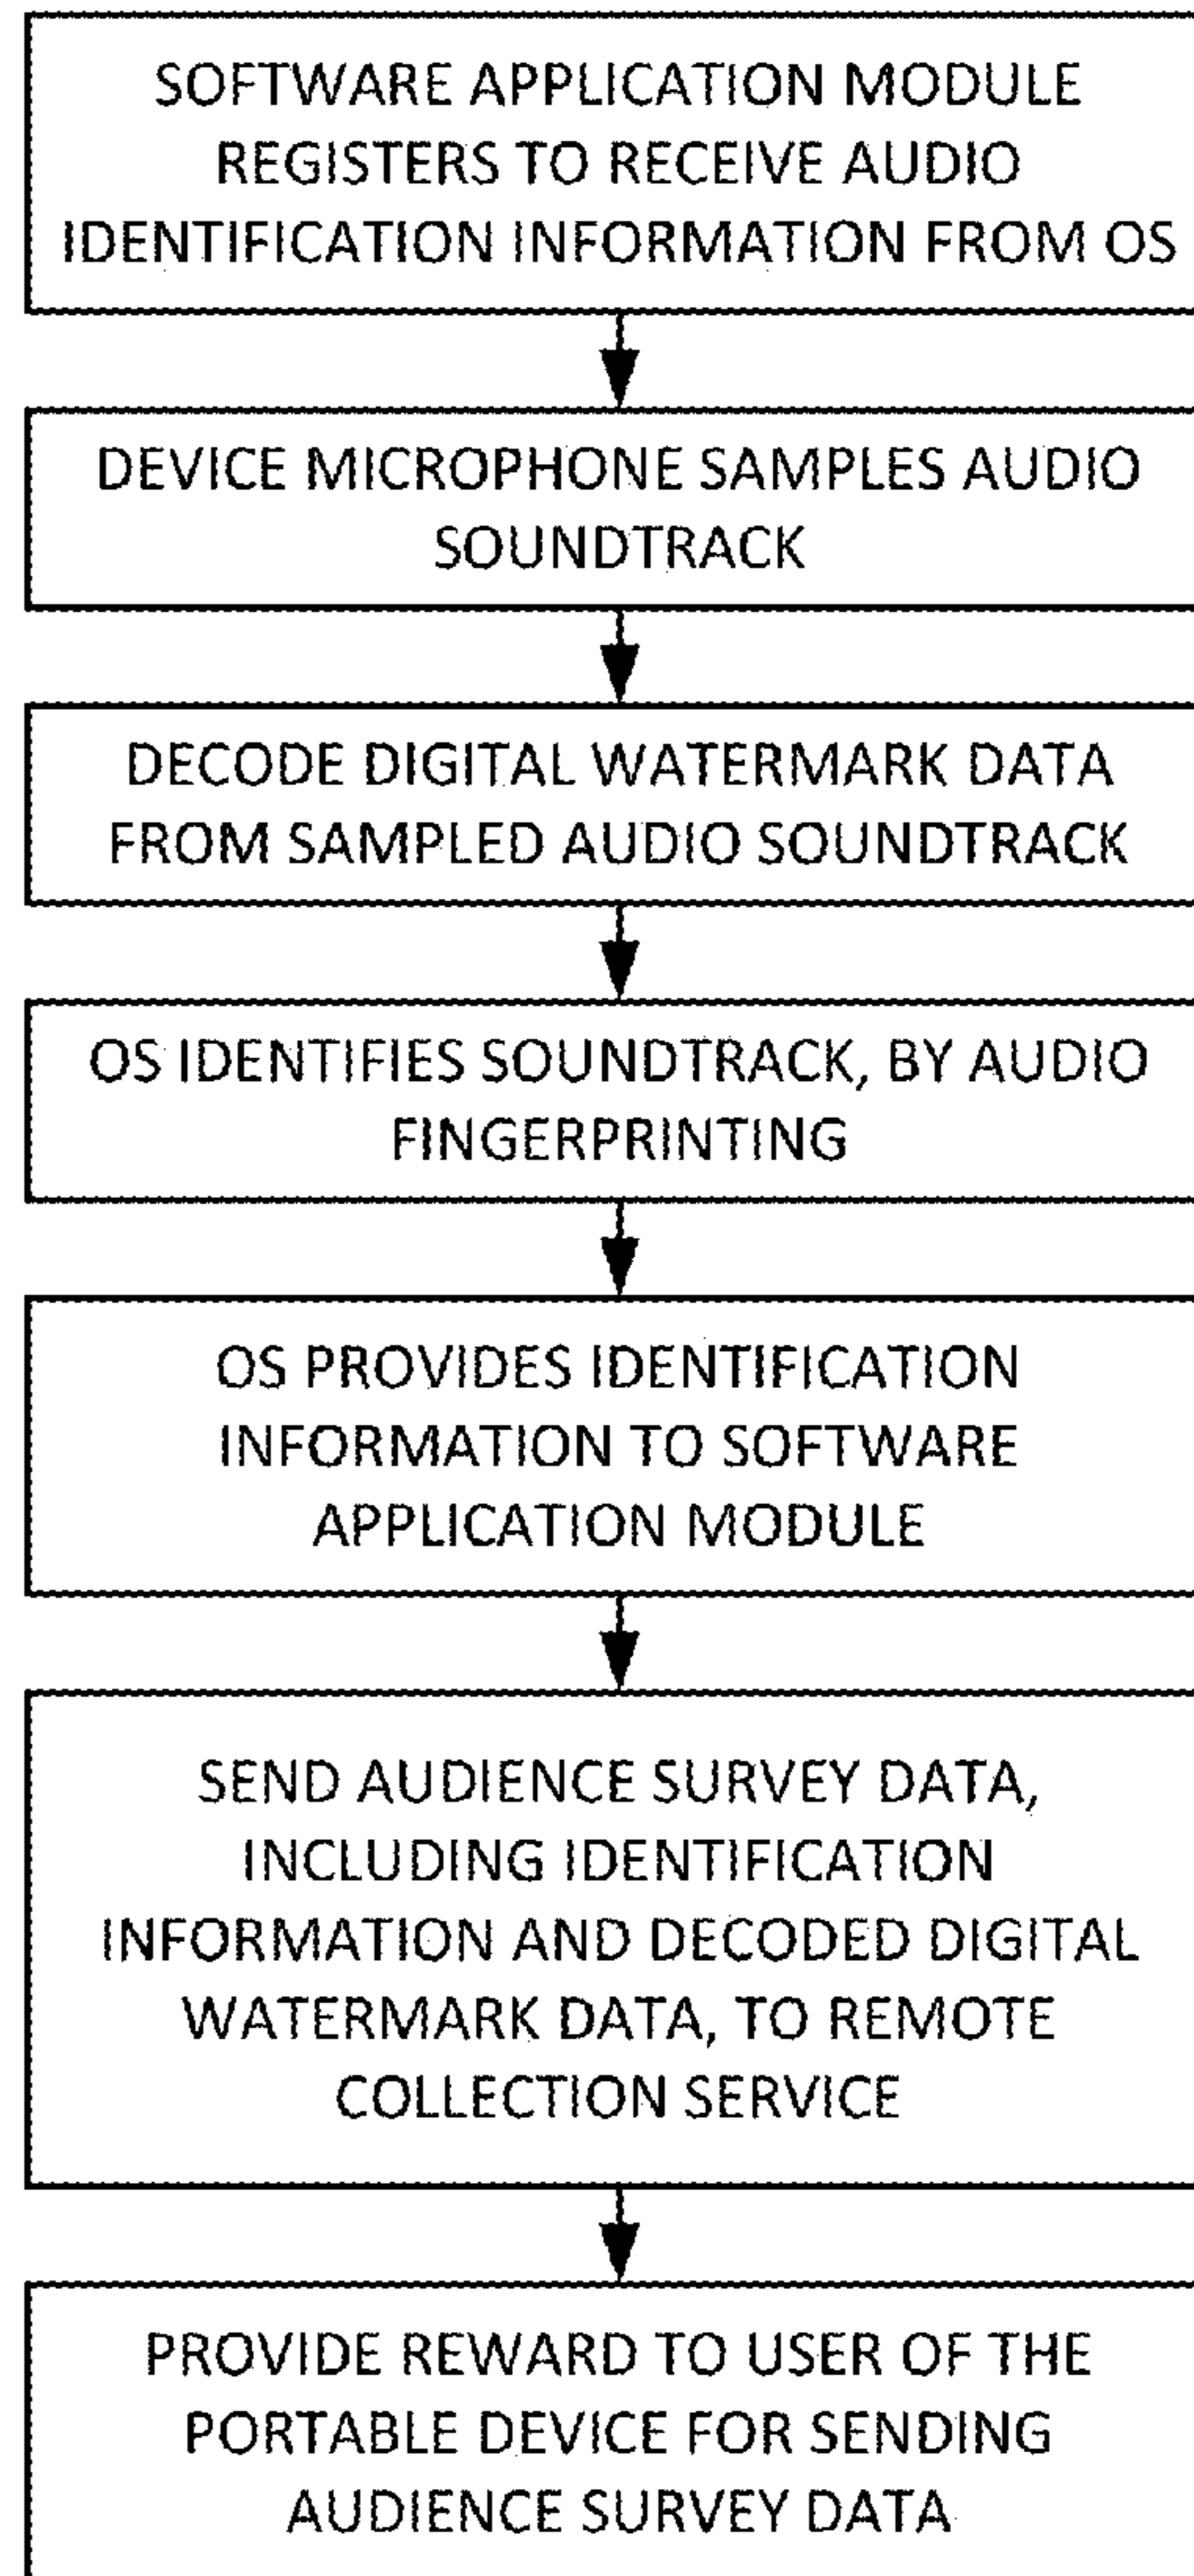 SOFTWARE APPLICATION MODULE
REGISTERS TO RECEIVE AUDIO
IDENTIFICATION INFORMATION FROM OS
DEVICE MICROPHONE SAMPLES AUDIO
SOUNDTRACK
DECODE DIGITAL WATERMARK DATA
FROM SAMPLED AUDIO SOUNDTRACK
OS IDENTIFIES SOUNDTRACK, BY AUDIO
FINGERPRINTING
OS PROVIDES IDENTIFICATION
INFORMATION TO SOFTWARE
APPLICATION MODULE
SEND AUDIENCE SURVEY DATA,
INCLUDING IDENTIFICATION
INFORMATION AND DECODED DIGITAL
WATERMARK DATA, TO REMOTE
COLLECTION SERVICE
PROVIDE REWARD TO USER OF THE
PORTABLE DEVICE FOR SENDING
AUDIENCE SURVEY DATA